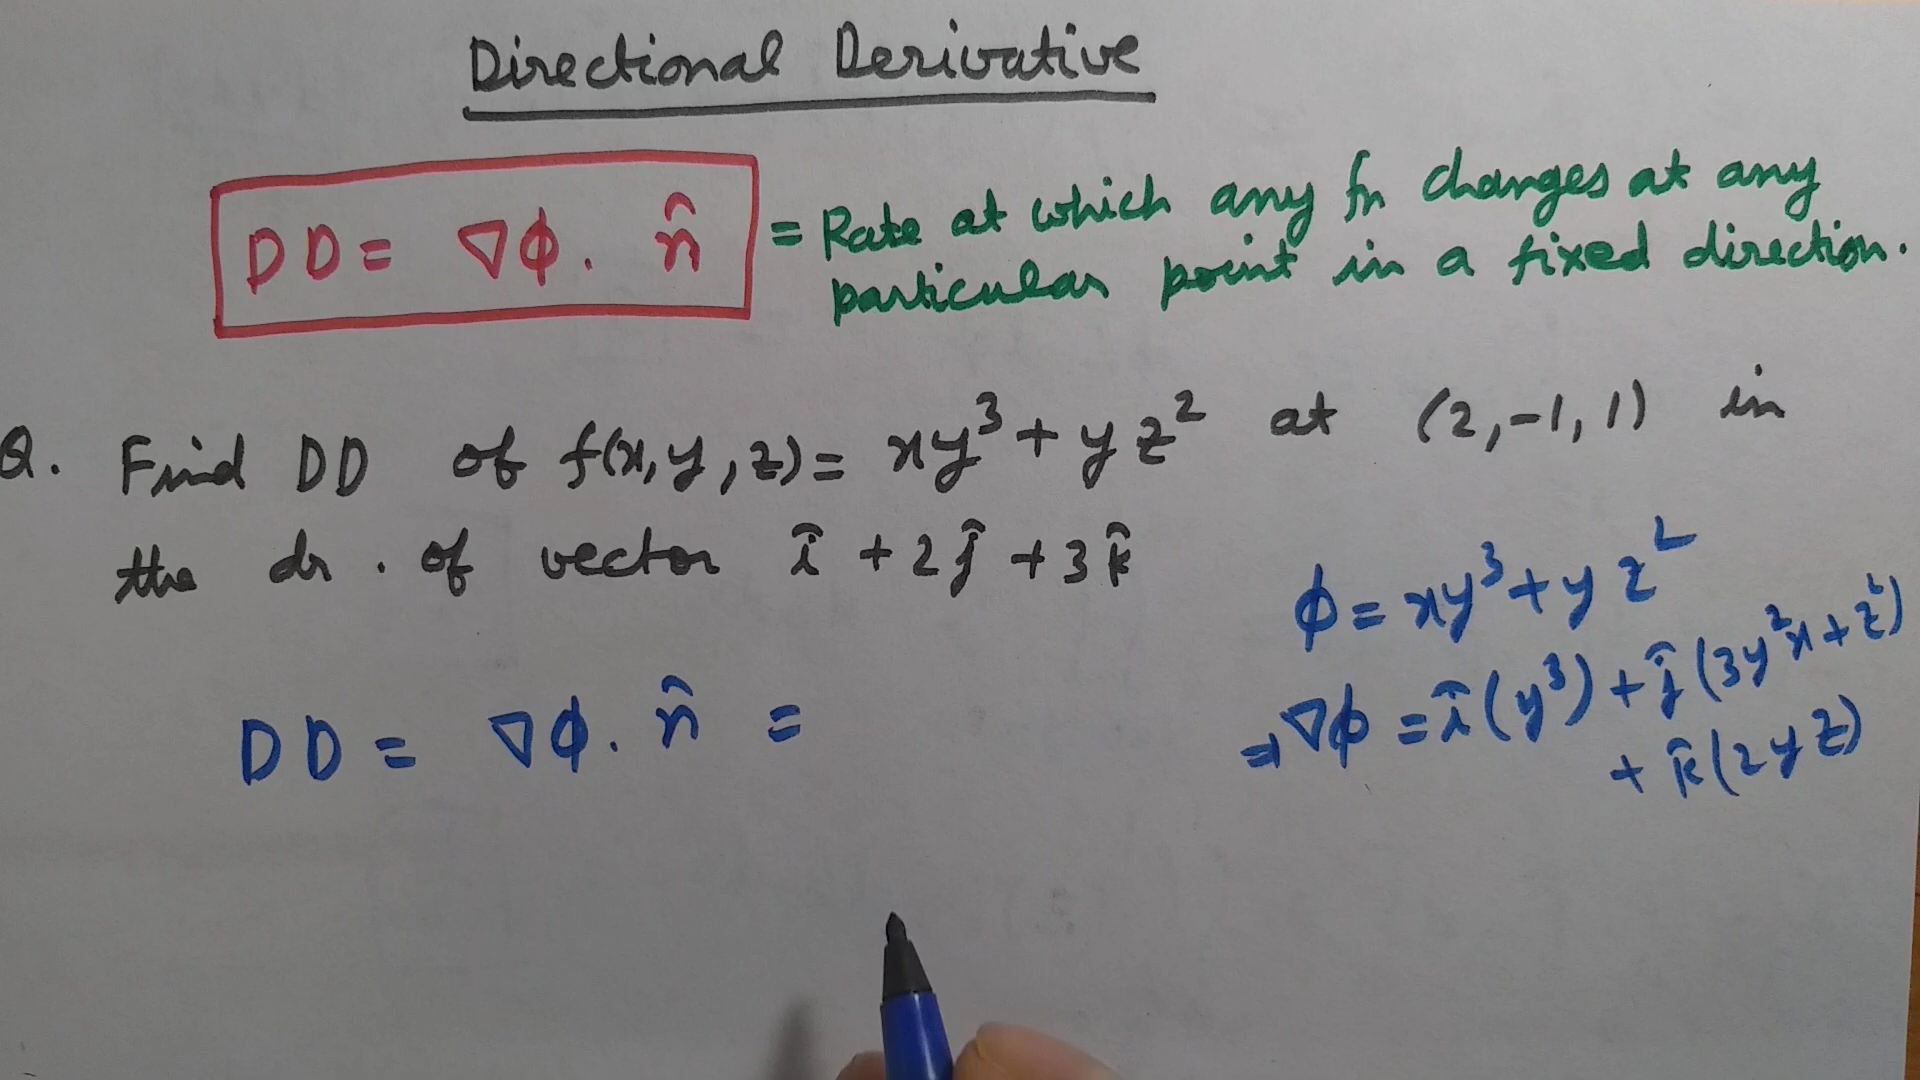 Directional Derivative
DD = ∇ϕ. n̂ = Rate at which any fn changes at any
particular point in a fixed direction.
Q. Find DD of f(x,y,z)= xy³+yz² at (2,-1,1) in
the dr. of vector î +2ĵ +3k̂
ϕ = xy³+yz²
⇒ ∇ϕ = î(y³)+ĵ(3y²x+z²)
+ k̂(2yz)
DD = ∇ϕ. n̂ =